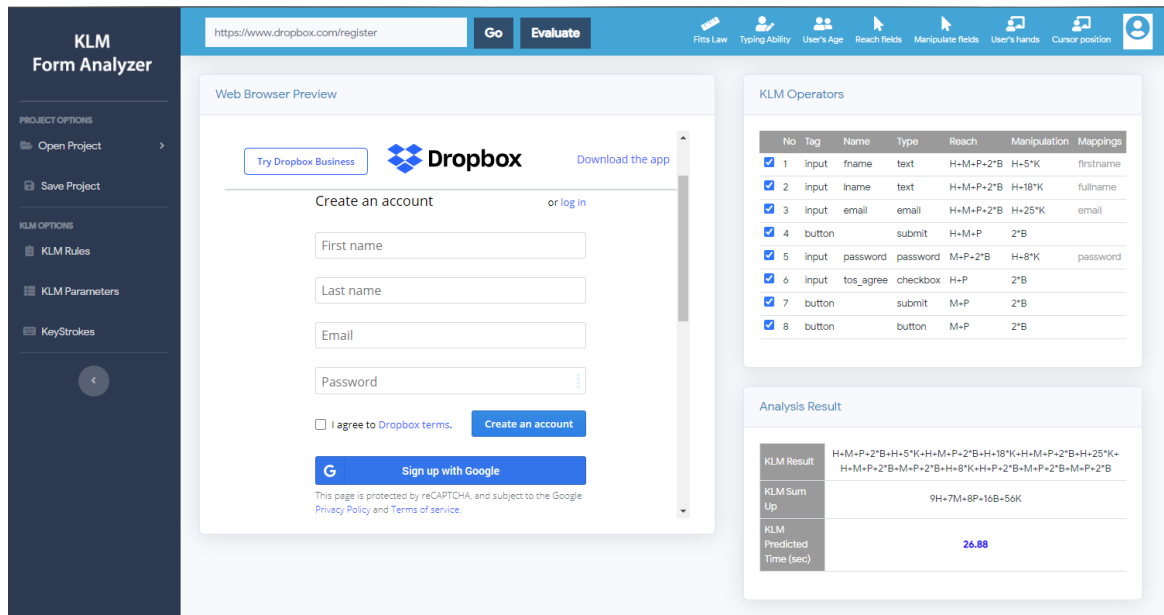 KLM
Form Analyzer
PROJECT OPTIONS
Open Project
Save Project
KLM OPTIONS
KLM Rules
KLM Parameters
KeyStrokes
https://www.dropbox.com/register
Go
Evaluate
Fitts Law
Typing Ability
User's Age
Reach fields
Manipulate fields
User's hands
Cursor position
Web Browser Preview
Try Dropbox Business
Dropbox
Download the app
Create an account
or log in
First name
Last name
Email
Password
I agree to Dropbox terms.
Create an account
G
Sign up with Google
This page is protected by reCAPTCHA, and subject to the Google
Privacy Policy and Terms of service.
KLM Operators
No Tag Name Type Reach Manipulation Mappings
1 input fname text H+M+P+2*B H+5*K firstname
2 input lname text H+M+P+2*B H+18*K fullname
3 input email email H+M+P+2*B H+25*K email
4 button submit H+M+P 2*B
5 input password password M+P+2*B H+8*K password
6 input tos_agree checkbox H+P 2*B
7 button submit M+P 2*B
8 button button M+P 2*B
Analysis Result
KLM Result
H+M+P+2*B+H+5*K+H+M+P+2*B+H+18*K+H+M+P+2*B+H+25*K+
H+M+P+2*B+M+P+2*B+H+8*K+H+P+2*B+M+P+2*B+M+P+2*B
KLM Sum
Up
9H+7M+8P+16B+56K
KLM
Predicted
Time (sec)
26.88